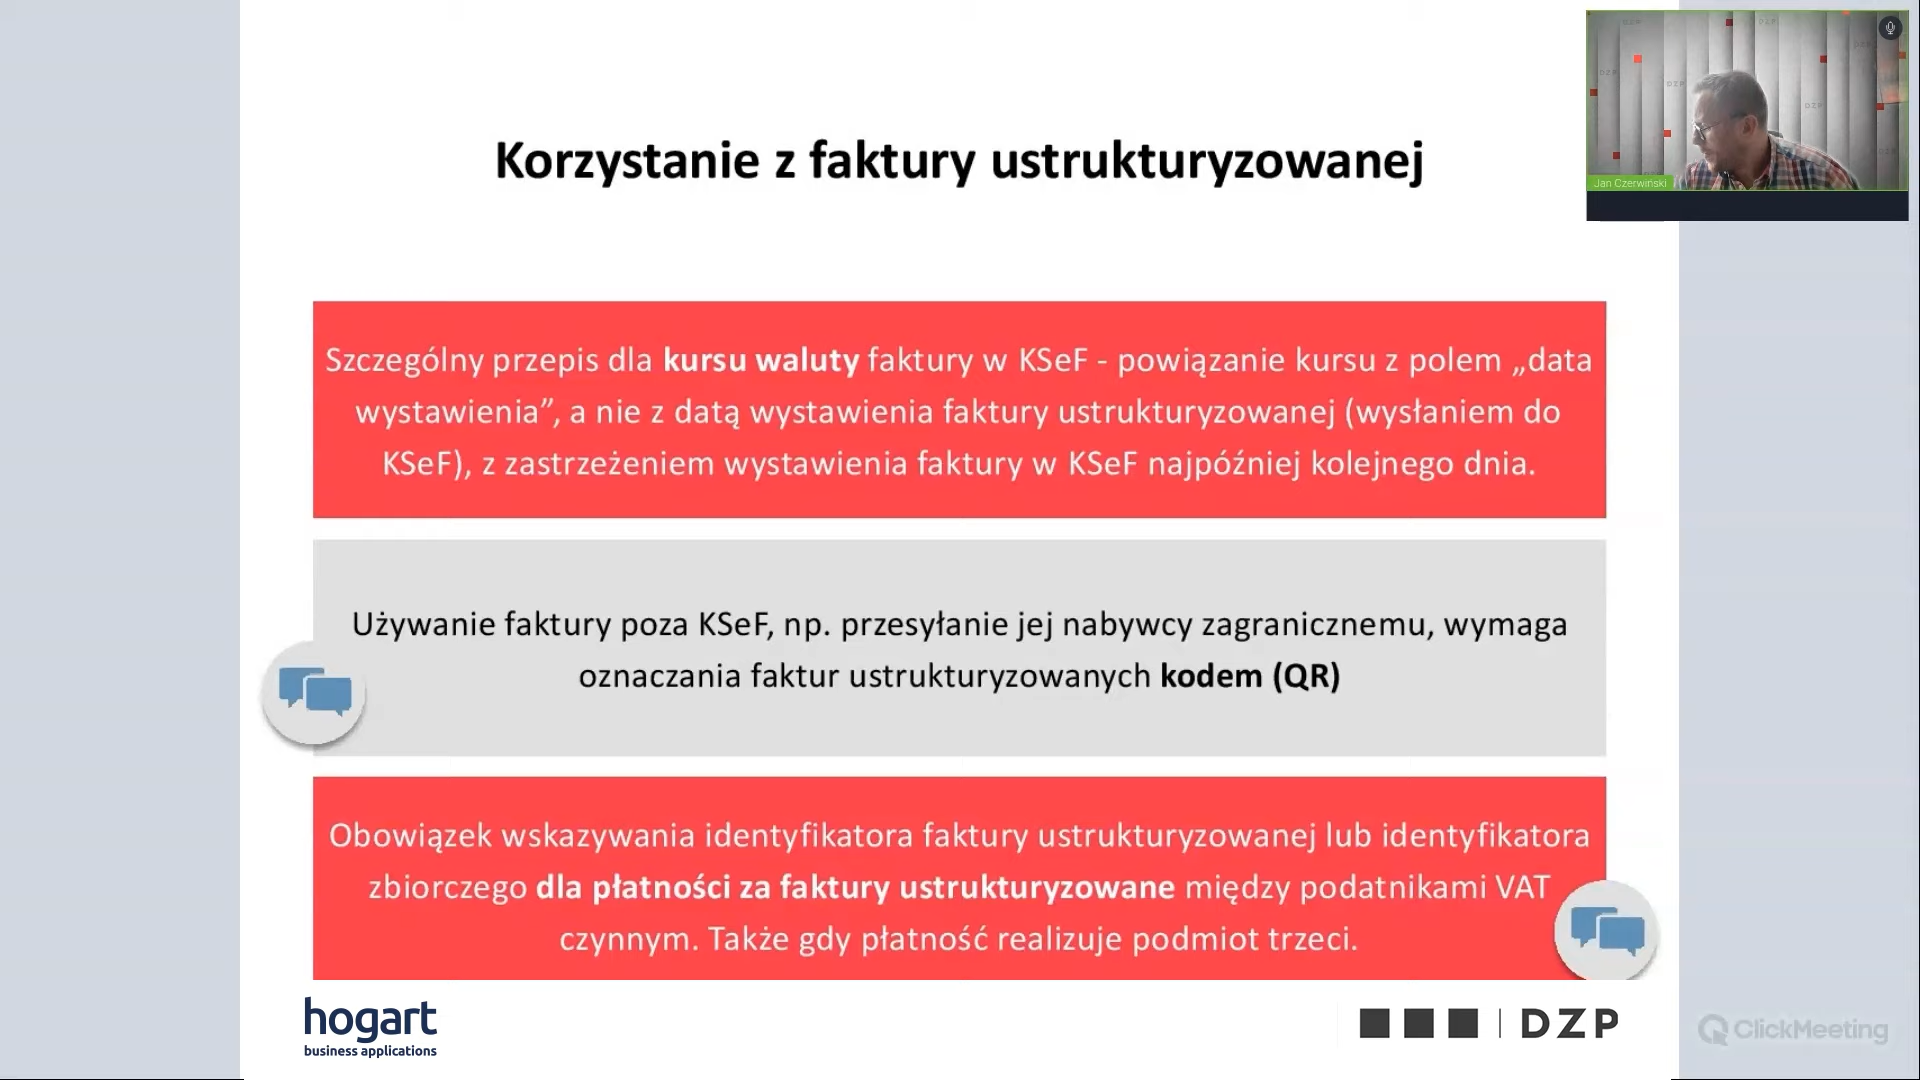 Korzystanie z faktury ustrukturyzowanej
Jan Czerwiński
Szczególny przepis dla kursu waluty faktury w KSeF - powiązanie kursu z polem „data
wystawienia”, a nie z datą wystawienia faktury ustrukturyzowanej (wysłaniem do
KSeF), z zastrzeżeniem wystawienia faktury w KSeF najpóźniej kolejnego dnia.
Używanie faktury poza KSeF, np. przesyłanie jej nabywcy zagranicznemu, wymaga
oznaczania faktur ustrukturyzowanych kodem (QR)
Obowiązek wskazywania identyfikatora faktury ustrukturyzowanej lub identyfikatora
zbiorczego dla płatności za faktury ustrukturyzowane między podatnikami VAT
czynnym. Także gdy płatność realizuje podmiot trzeci.
hogart
business applications
DZP
ClickMeeting